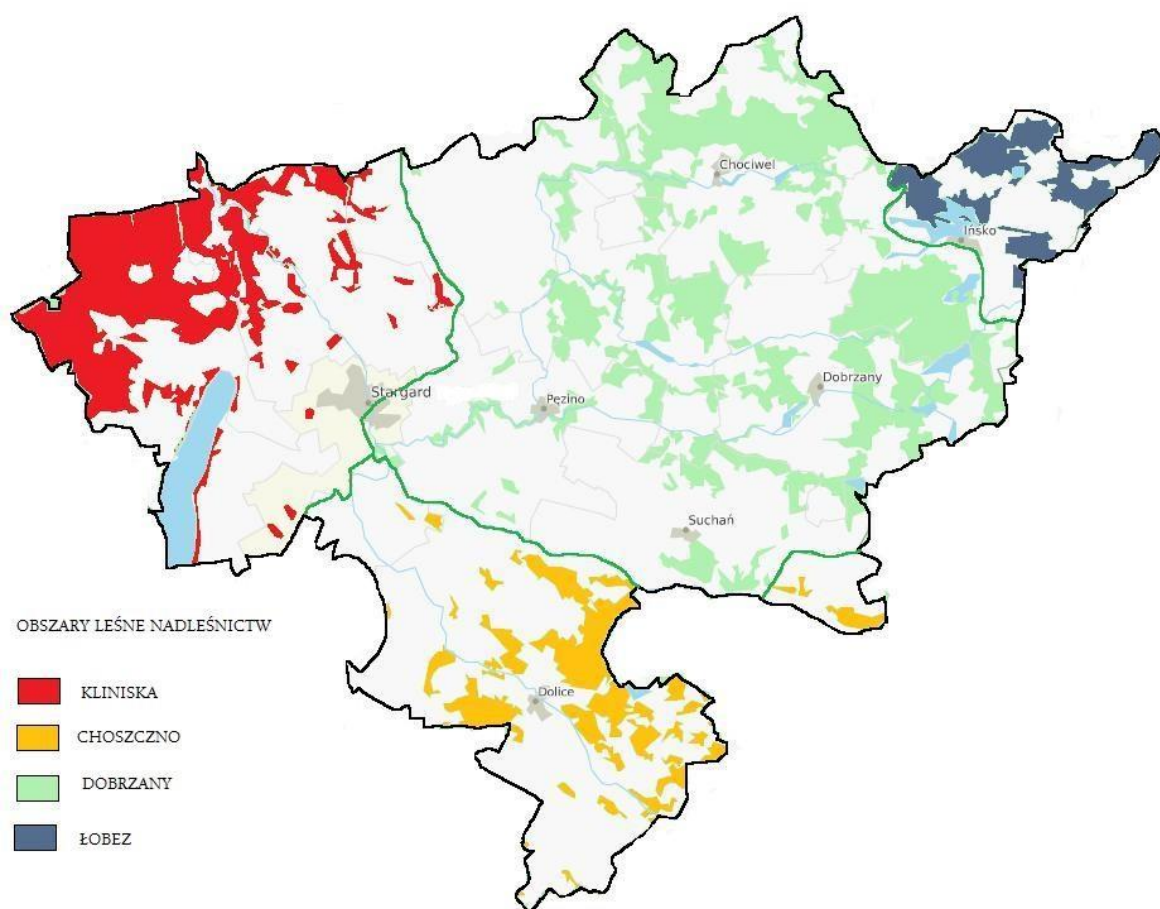 Chociwel
Ińsko
Stargard
Pęzino
Dobrzany
Suchań
Dolice
OBSZARY LEŚNE NADLEŚNICTW
KLINISKA
CHOSZCZNO
DOBRZANY
ŁOBEZ